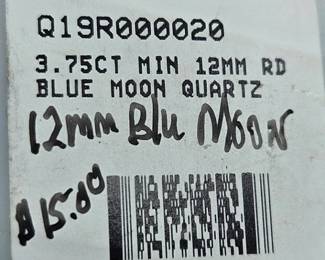 Q19R000020
3.75CT MIN 12MM RD
BLUE MOON QUARTZ
12mm Blu MOON
$15.00